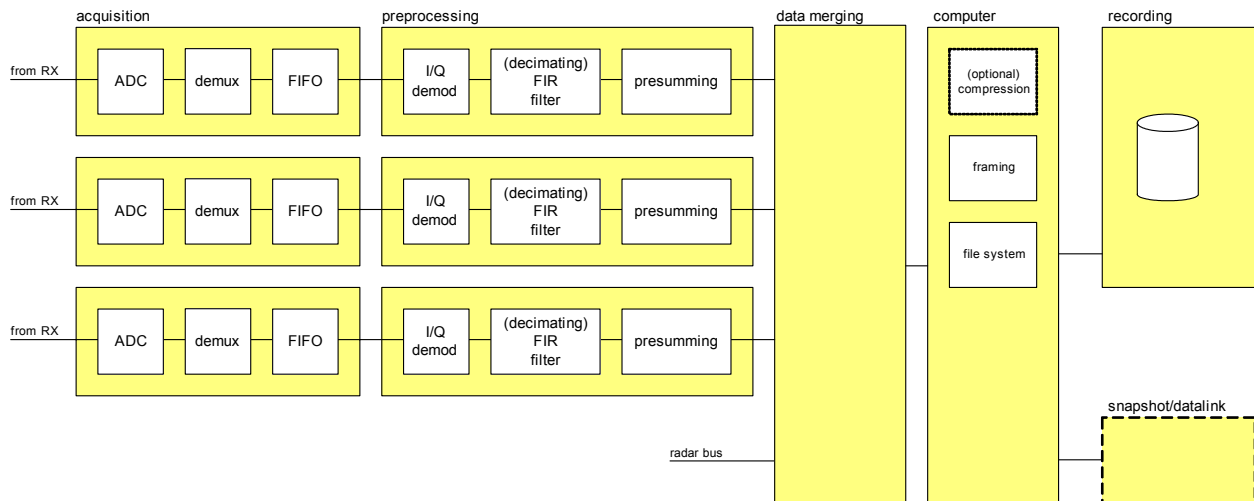 acquisition
preprocessing
data merging
computer
recording
from RX
ADC
demux
FIFO
I/Q
demod
(decimating)
FIR
filter
presumming
(optional)
compression
framing
from RX
ADC
demux
FIFO
I/Q
demod
(decimating)
FIR
filter
presumming
file system
from RX
ADC
demux
FIFO
I/Q
demod
(decimating)
FIR
filter
presumming
snapshot/datalink
radar bus